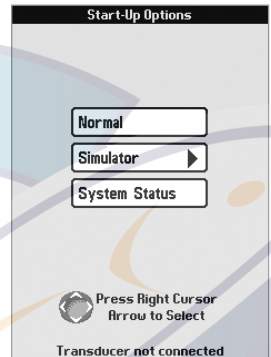 Start-Up Options
Normal
Simulator
System Status
Press Right Cursor
Arrow to Select
Transducer not connected